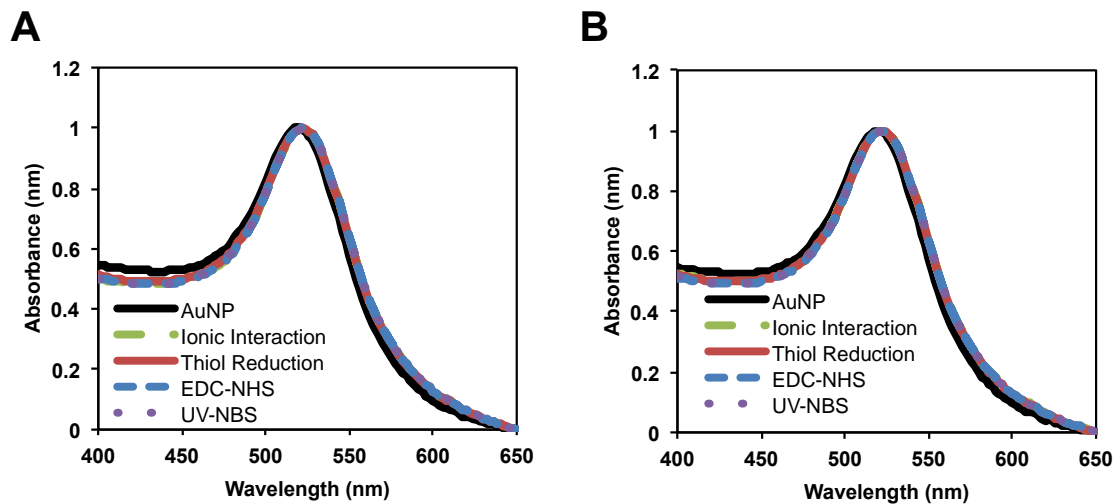 A
1.2
1
0.8
0.6
0.4
0.2
0
Absorbance (nm)
AuNP
Ionic Interaction
Thiol Reduction
EDC-NHS
UV-NBS
400 450 500 550 600 650
Wavelength (nm)
B
1.2
1
0.8
0.6
0.4
0.2
0
Absorbance (nm)
AuNP
Ionic Interaction
Thiol Reduction
EDC-NHS
UV-NBS
400 450 500 550 600 650
Wavelength (nm)